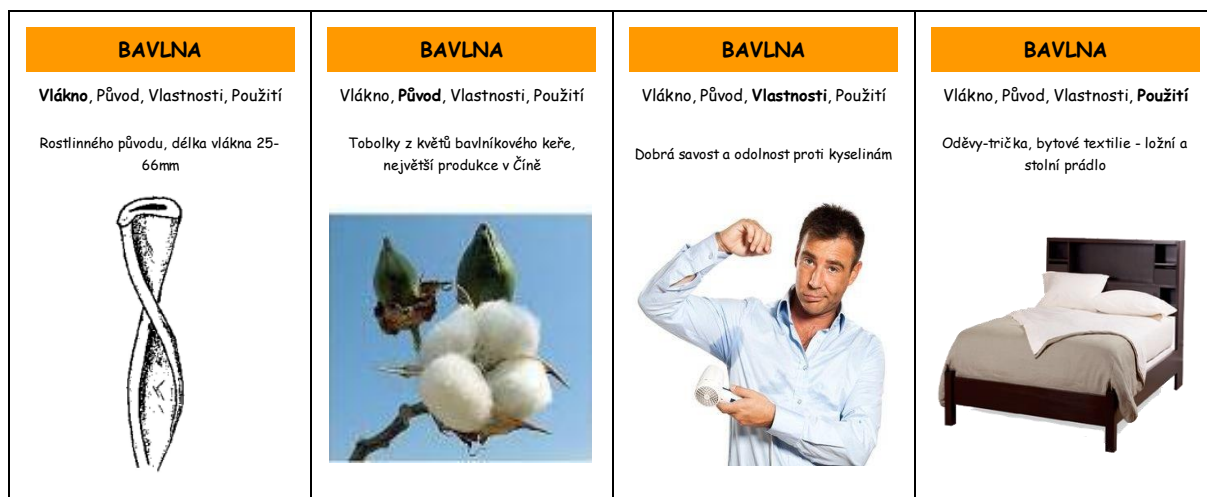 BAVLNA
Vlákno, Původ, Vlastnosti, Použití
Rostlinného původu, délka vlákna 25-
66mm
BAVLNA
Vlákno, Původ, Vlastnosti, Použití
Tobolky z květů bavlníkového keře,
největší produkce v Číně
BAVLNA
Vlákno, Původ, Vlastnosti, Použití
Dobrá savost a odolnost proti kyselinám
BAVLNA
Vlákno, Původ, Vlastnosti, Použití
Oděvy-trička, bytové textilie - ložní a
stolní prádlo